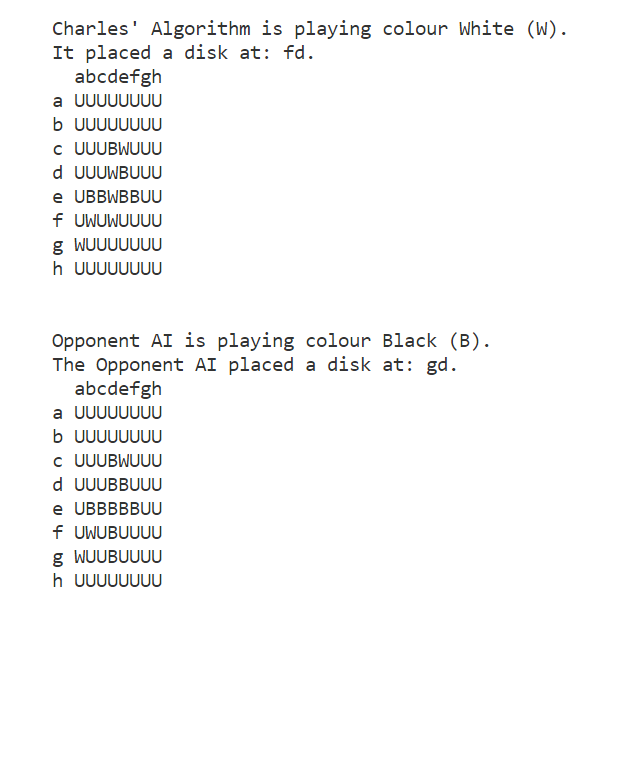 Charles' Algorithm is playing colour White (W).
It placed a disk at: fd.
  abcdefgh
a UUUUUUUU
b UUUUUUUU
c UUUBWUUU
d UUUWBUUU
e UBBWBBUU
f UWUWUUUU
g WUUUUUUU
h UUUUUUUU
Opponent AI is playing colour Black (B).
The Opponent AI placed a disk at: gd.
  abcdefgh
a UUUUUUUU
b UUUUUUUU
c UUUBWUUU
d UUUBBUUU
e UBBBBBUU
f UWUBUUUU
g WUUBUUUU
h UUUUUUUU